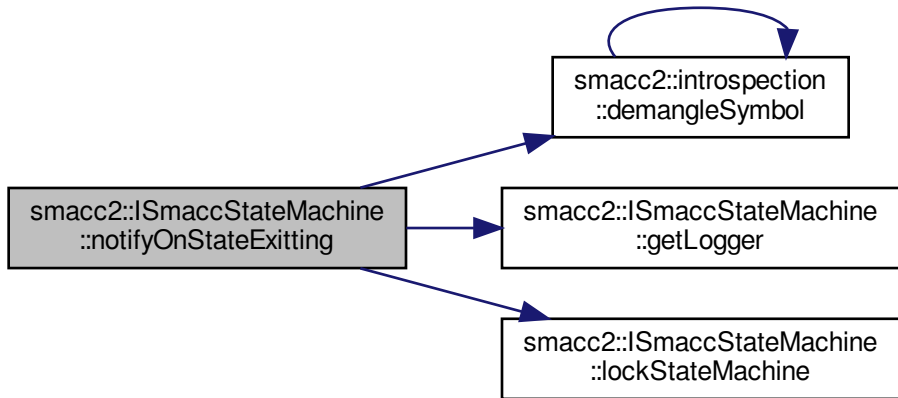 smacc2::introspection
::demangleSymbol
smacc2::ISmaccStateMachine
::notifyOnStateExitting
smacc2::ISmaccStateMachine
::getLogger
smacc2::ISmaccStateMachine
::lockStateMachine